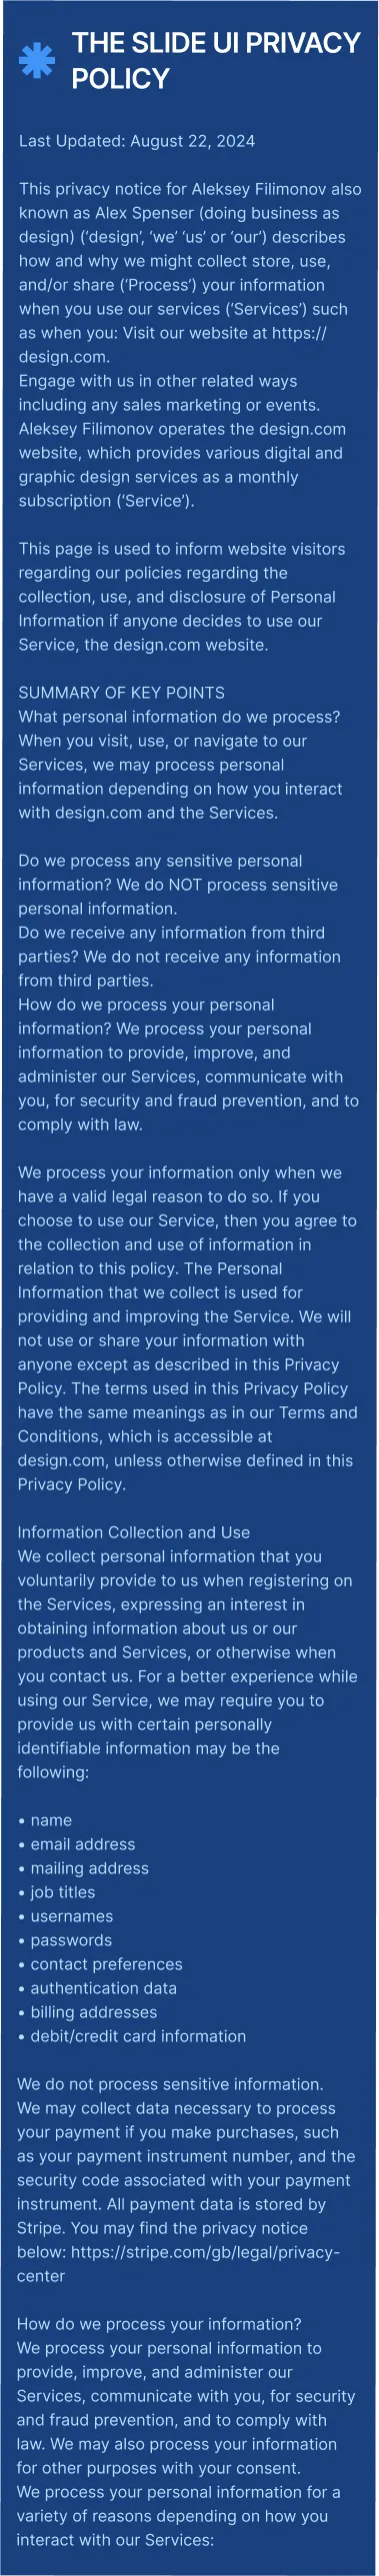 THE SLIDE UI PRIVACY
POLICY
Last Updated: August 22, 2024
This privacy notice for Aleksey Filimonov also
known as Alex Spenser (doing business as
design) (‘design’, ‘we’ ‘us’ or ‘our’) describes
how and why we might collect store, use,
and/or share (‘Process’) your information
when you use our services (‘Services’) such
as when you: Visit our website at https://
design.com.
Engage with us in other related ways
including any sales marketing or events.
Aleksey Filimonov operates the design.com
website, which provides various digital and
graphic design services as a monthly
subscription (‘Service’).
This page is used to inform website visitors
regarding our policies regarding the
collection, use, and disclosure of Personal
Information if anyone decides to use our
Service, the design.com website.
SUMMARY OF KEY POINTS
What personal information do we process?
When you visit, use, or navigate to our
Services, we may process personal
information depending on how you interact
with design.com and the Services.
Do we process any sensitive personal
information? We do NOT process sensitive
personal information.
Do we receive any information from third
parties? We do not receive any information
from third parties.
How do we process your personal
information? We process your personal
information to provide, improve, and
administer our Services, communicate with
you, for security and fraud prevention, and to
comply with law.
We process your information only when we
have a valid legal reason to do so. If you
choose to use our Service, then you agree to
the collection and use of information in
relation to this policy. The Personal
Information that we collect is used for
providing and improving the Service. We will
not use or share your information with
anyone except as described in this Privacy
Policy. The terms used in this Privacy Policy
have the same meanings as in our Terms and
Conditions, which is accessible at
design.com, unless otherwise defined in this
Privacy Policy.
Information Collection and Use
We collect personal information that you
voluntarily provide to us when registering on
the Services, expressing an interest in
obtaining information about us or our
products and Services, or otherwise when
you contact us. For a better experience while
using our Service, we may require you to
provide us with certain personally
identifiable information may be the
following:
• name
• email address
• mailing address
• job titles
• usernames
• passwords
• contact preferences
• authentication data
• billing addresses
• debit/credit card information
We do not process sensitive information.
We may collect data necessary to process
your payment if you make purchases, such
as your payment instrument number, and the
security code associated with your payment
instrument. All payment data is stored by
Stripe. You may find the privacy notice
below: https://stripe.com/gb/legal/privacy-
center
How do we process your information?
We process your personal information to
provide, improve, and administer our
Services, communicate with you, for security
and fraud prevention, and to comply with
law. We may also process your information
for other purposes with your consent.
We process your personal information for a
variety of reasons depending on how you
interact with our Services: